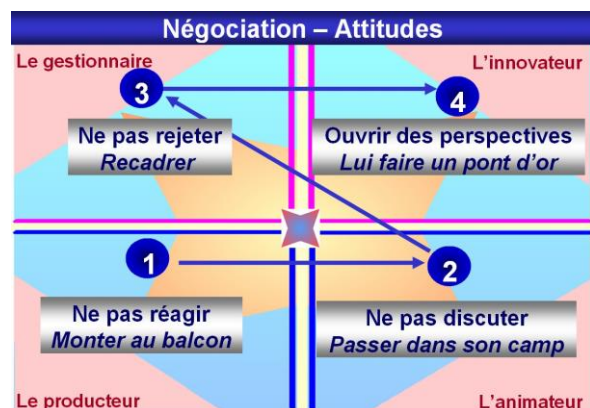 Négociation – Attitudes
Le gestionnaire
L'innovateur
3
4
Ne pas rejeter
Recadrer
Ouvrir des perspectives
Lui faire un pont d'or
1
2
Ne pas réagir
Monter au balcon
Ne pas discuter
Passer dans son camp
Le producteur
L'animateur